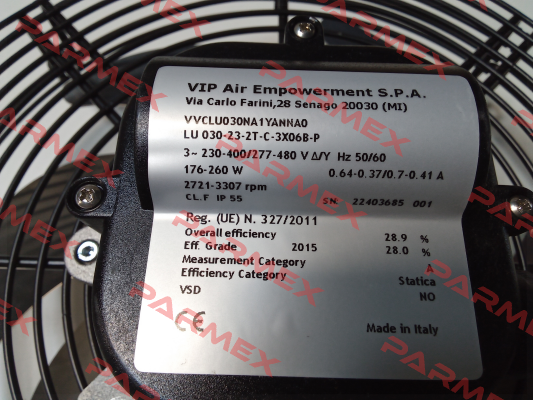 VIP Air Empowerment S.P.A.
Via Carlo Farini,28 Senago 20030 (MI)
VVCLU030NA1YANNA0
LU 030-23-2T-C-3X06B-P
3~ 230-400/277-480 V Δ/Y Hz 50/60
176-260 W 0.64-0.37/0.7-0.41 A
2721-3307 rpm
CL.F IP 55 SN: 22403685 001
Reg. (UE) N. 327/2011
Overall efficiency 28.9 %
Eff. Grade 2015 28.0 %
Measurement Category A
Efficiency Category Statica
VSD NO
CE Made in Italy
PARMEX
PARMEX
PARMEX
PARMEX
PARMEX
PARMEX
PARMEX
PARMEX